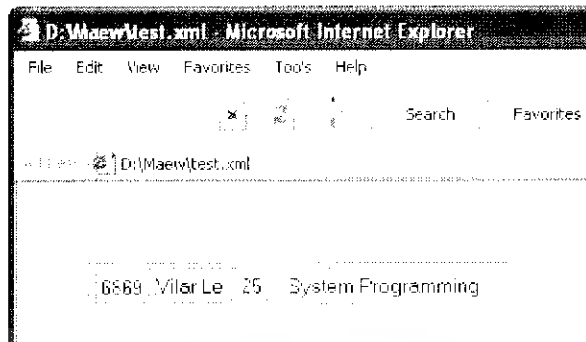 D:\Maew\test.xml - Microsoft Internet Explorer
File Edit View Favorites Tools Help
Search Favorites
D:\Maew\test.xml
6869 Vilar Le 25 System Programming